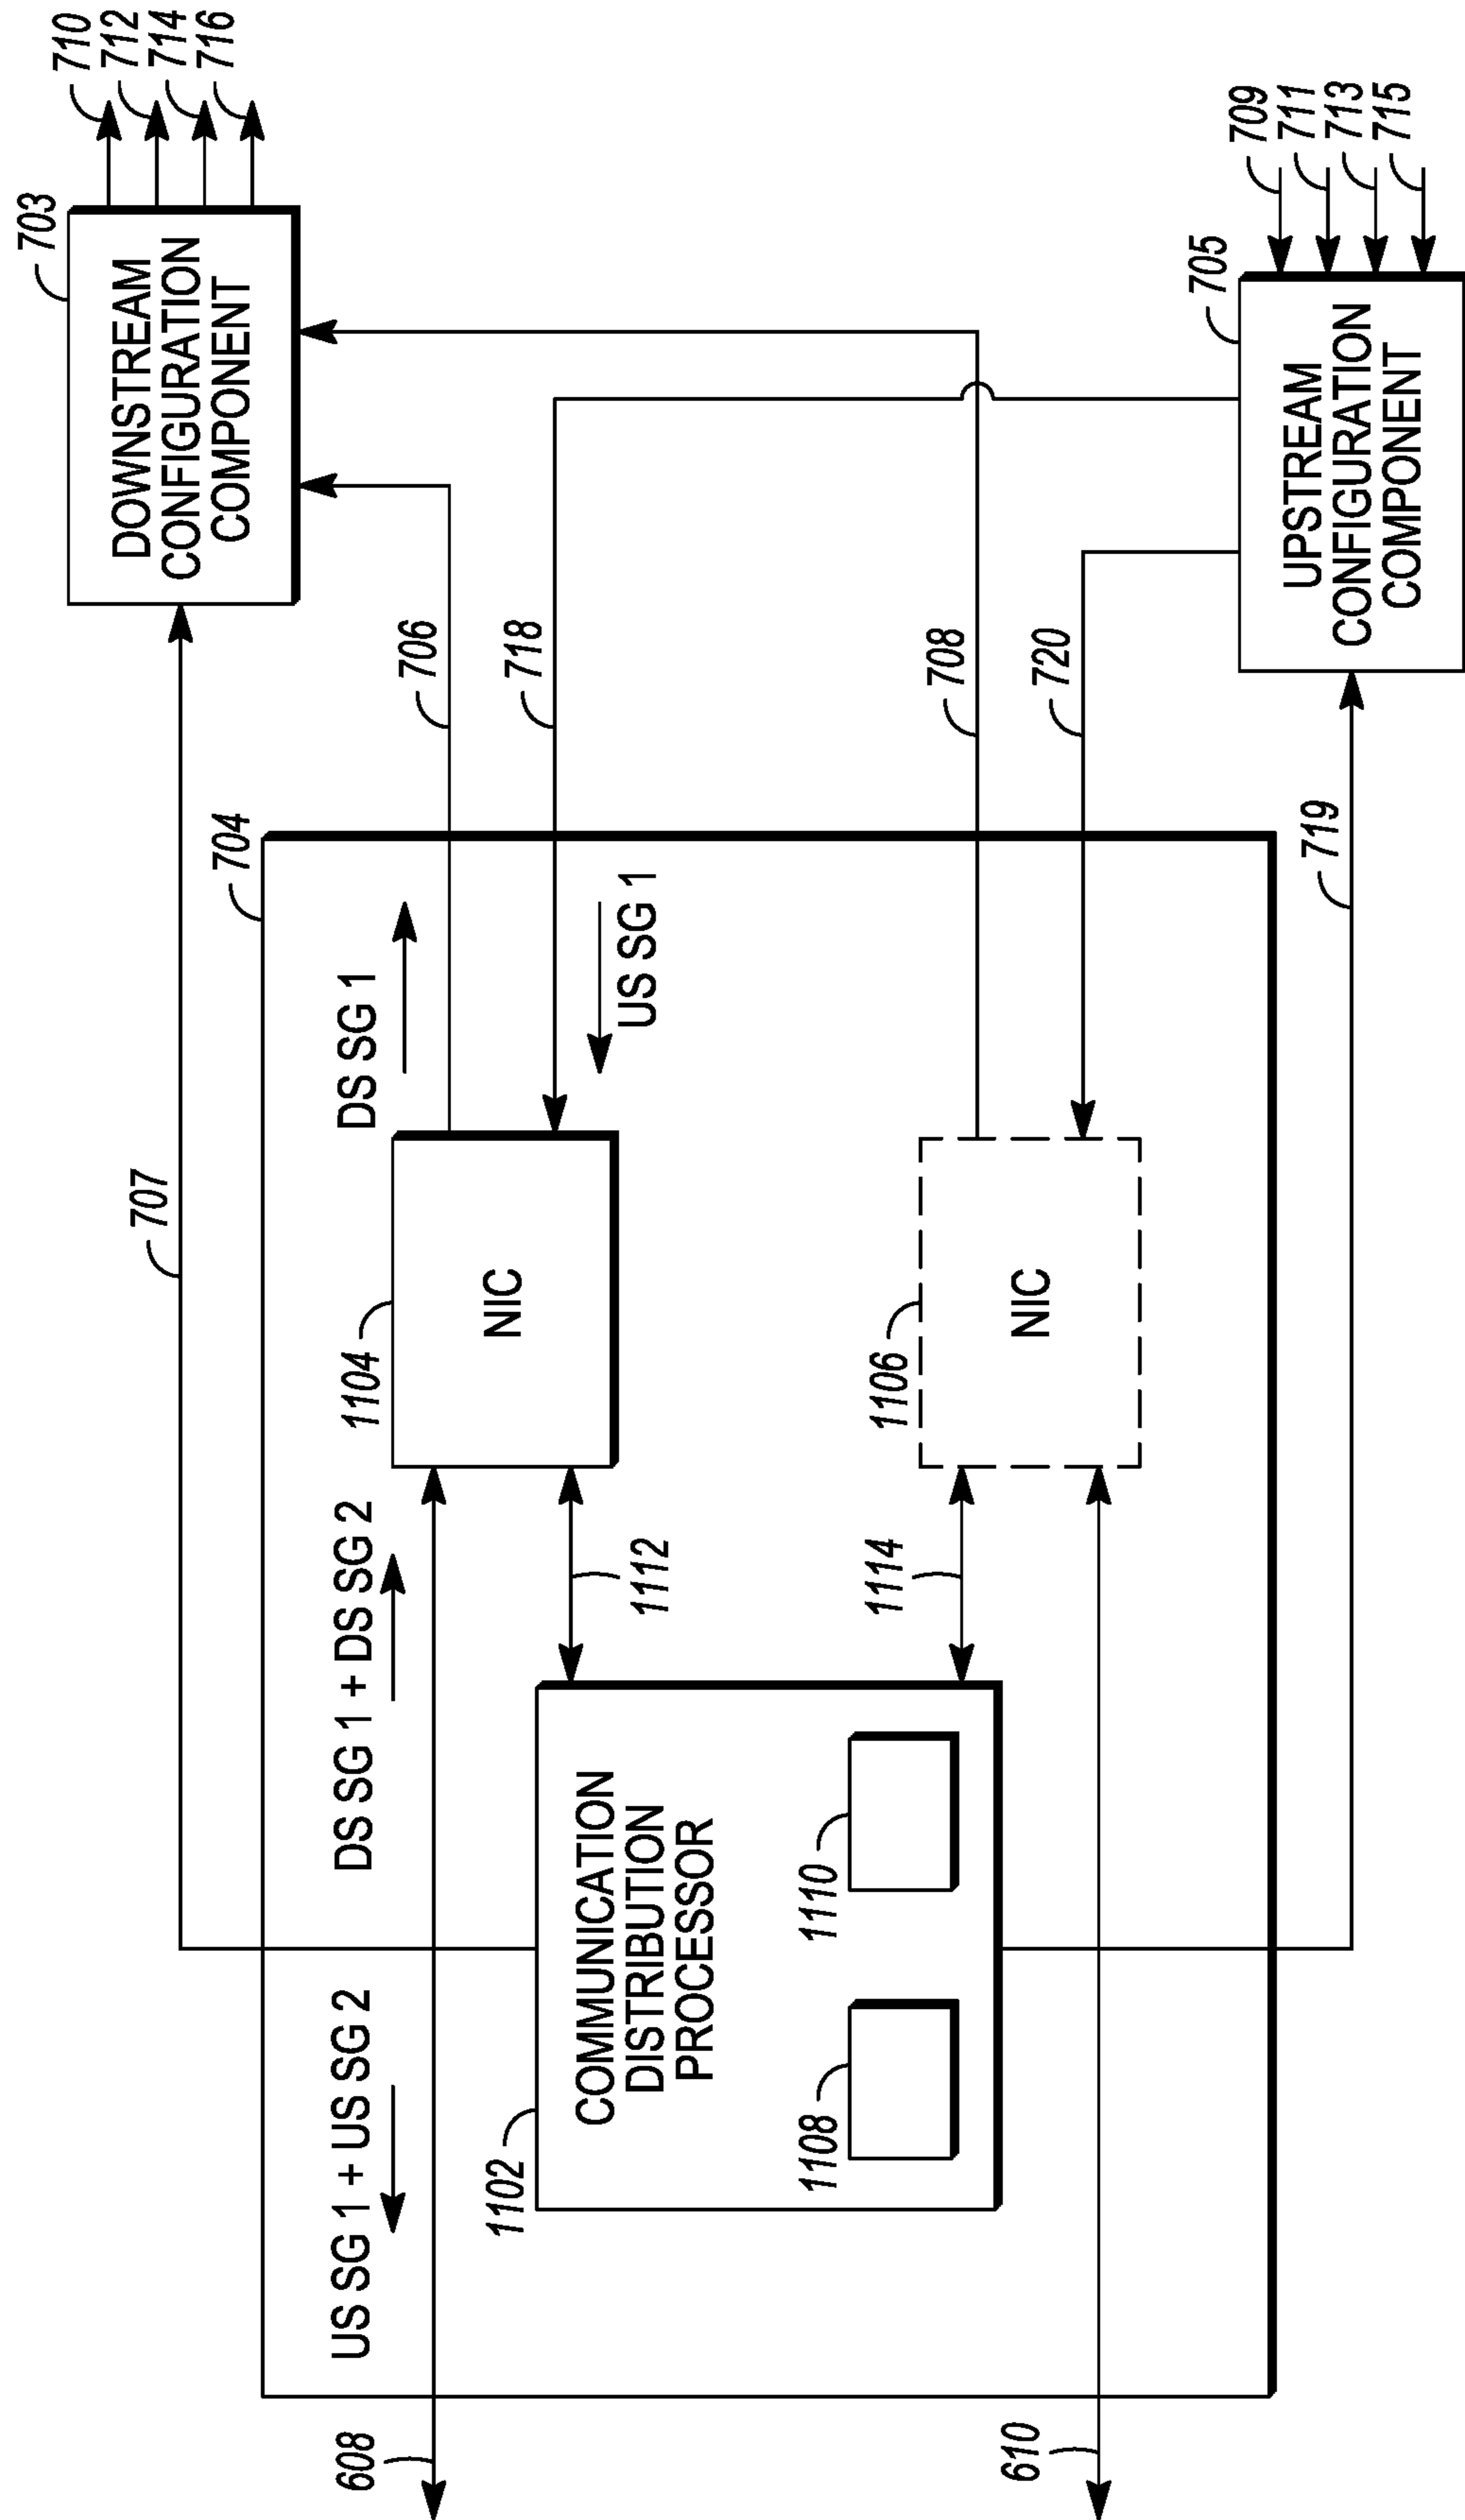 703
DOWNSTREAM
CONFIGURATION
COMPONENT
710
712
714
716
707
704
706
718
708
720
719
705
UPSTREAM
CONFIGURATION
COMPONENT
709
711
713
715
US SG 1 + US SG 2
DS SG 1 + DS SG 2
DS SG 1
US SG 1
1104
NIC
1106
NIC
1112
1114
1102
COMMUNICATION
DISTRIBUTION
PROCESSOR
1108
1110
608
610